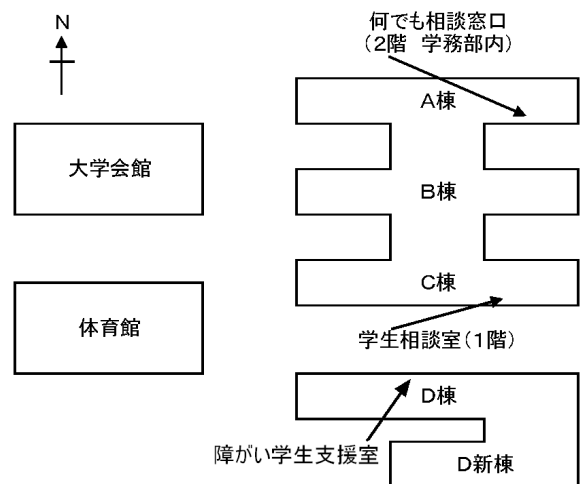 N
何でも相談窓口
(2階 学務部内)
A棟
大学会館
B棟
C棟
体育館
学生相談室(1階)
D棟
障がい学生支援室
D新棟